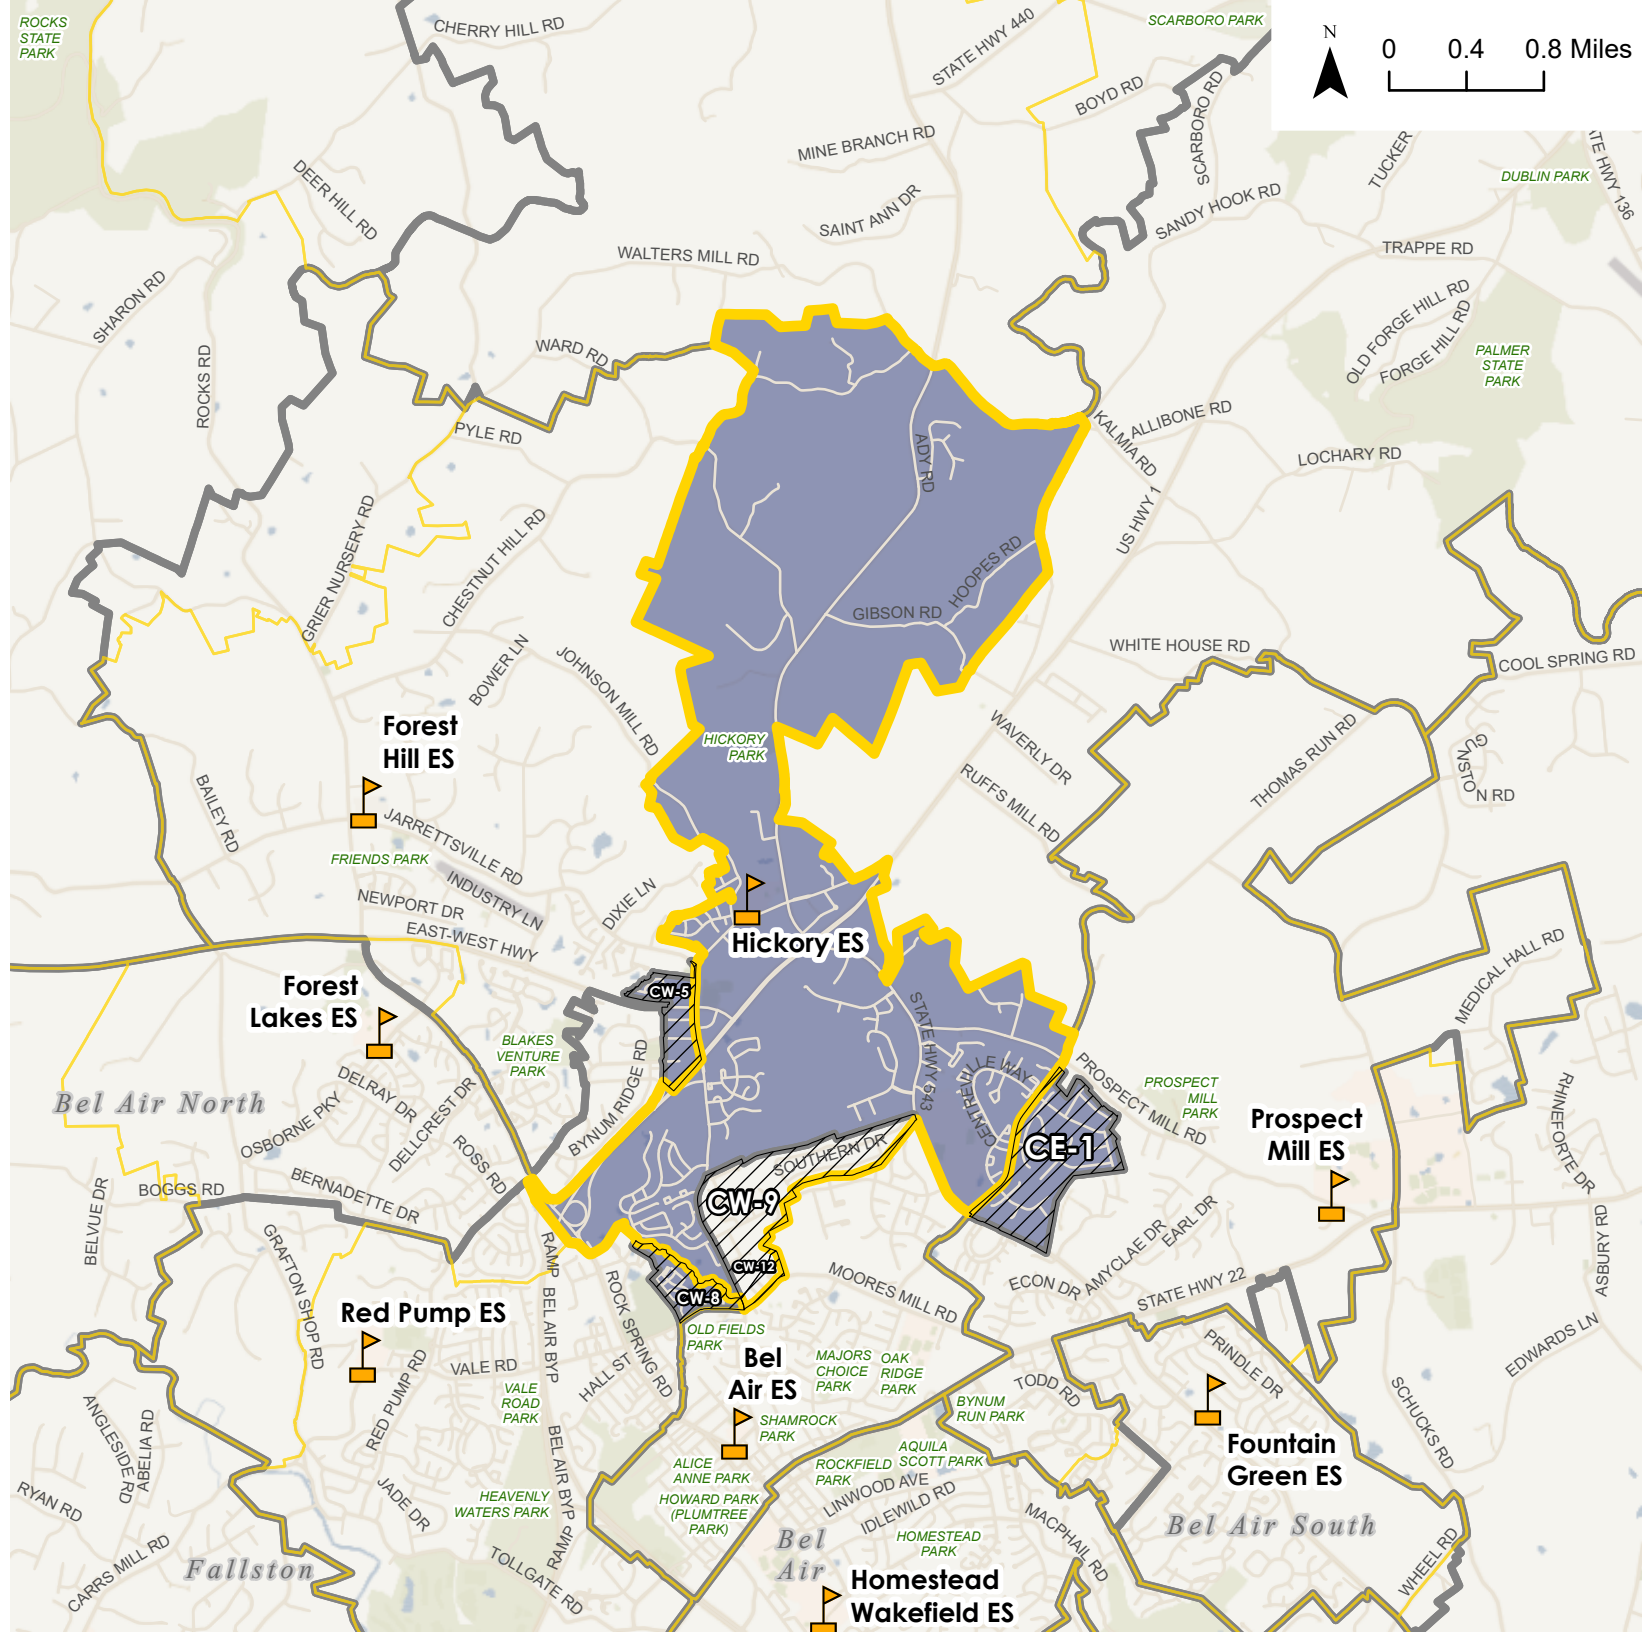 ROCKS
STATE
PARK
CHERRY HILL RD
STATE HWY 440
SCARBORO PARK
N
0 0.4 0.8 Miles
BOYD RD
SCARBORO RD
TUCKER
ATE HWY 136
MINE BRANCH RD
DUBLIN PARK
DEER HILL RD
SAINT ANN DR
SANDY HOOK RD
WALTERS MILL RD
TRAPPE RD
SHARON RD
OLD FORGE HILL RD
FORGE HILL RD
ROCKS RD
WARD RD
PALMER
STATE
PARK
PYLE RD
ADY RD
KALMIA RD
ALLIBONE RD
LOCHARY RD
US HWY 1
GRIER NURSERY RD
CHESTNUT HILL RD
HOOPES RD
GIBSON RD
BOWER LN
JOHNSON MILL RD
WHITE HOUSE RD
COOL SPRING RD
Forest
Hill ES
HICKORY
PARK
WAVERLY DR
THOMAS RUN RD
GUNSTON RD
BAILEY RD
RUFFS MILL RD
JARRETTSVILLE RD
FRIENDS PARK
INDUSTRY LN
DIXIE LN
NEWPORT DR
EAST-WEST HWY
Hickory ES
MEDICAL HALL RD
Forest
Lakes ES
CW-5
STATE HWY 543
BLAKES
VENTURE
PARK
BYNUM RIDGE RD
CENTREVILLE WAY
PROSPECT MILL RD
PROSPECT
MILL
PARK
Bel Air North
DELRAY DR
OSBORNE PKY
DELLCREST DR
ROSS RD
RHINEFORTE DR
Prospect
Mill ES
CE-1
SOUTHERN DR
BOGGS RD
BERNADETTE DR
CW-9
BELVUE DR
GRAFTON SHOP RD
EARL DR
AMYCLAE DR
ASBURY RD
RAMP
BEL AIR BYP
CW-12
ECON DR
STATE HWY 22
MOORES MILL RD
ROCK SPRING RD
CW-8
Red Pump ES
OLD FIELDS
PARK
PRINDLE DR
EDWARDS LN
VALE RD
HALL ST
RED PUMP RD
Bel
Air ES
MAJORS
CHOICE
PARK
OAK
RIDGE
PARK
VALE
ROAD
PARK
TODD RD
BYNUM
RUN PARK
SCHUCKS RD
ANGLESIDE RD
ABELIA RD
SHAMROCK
PARK
Fountain
Green ES
BEL AIR BYP
AQUILA
SCOTT PARK
ROCKFIELD
PARK
ALICE
ANNE PARK
RYAN RD
JADE DR
HEAVENLY
WATERS PARK
HOWARD PARK
(PLUMTREE
PARK)
LINWOOD AVE
IDLEWILD RD
MACPHAIL RD
Bel Air South
RAMP
Bel
Air
HOMESTEAD
PARK
WHEEL RD
CARRS MILL RD
Fallston
TOLLGATE RD
Homestead
Wakefield ES